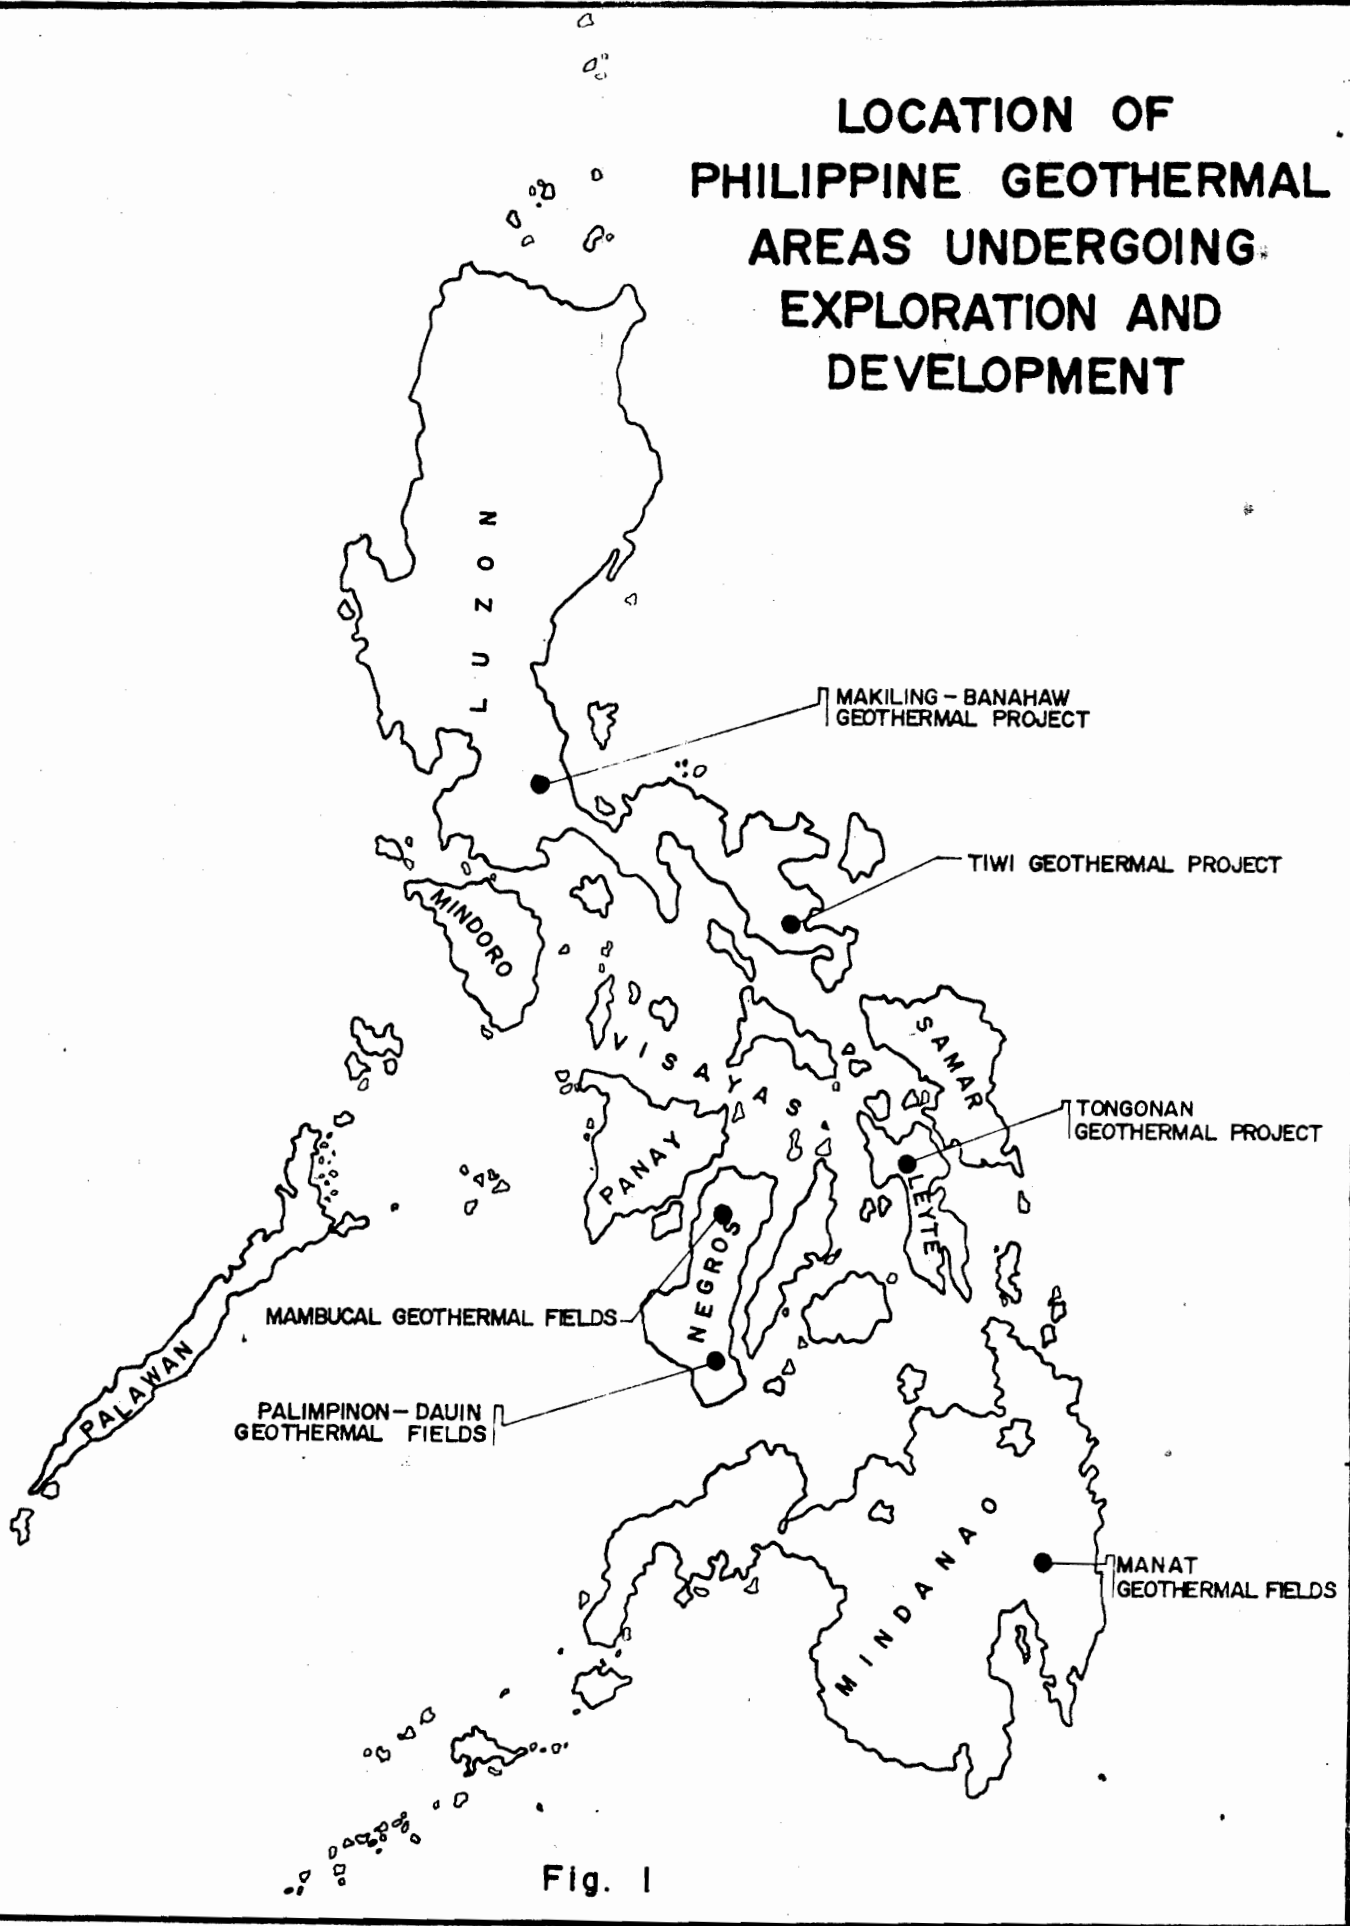 LOCATION OF
PHILIPPINE GEOTHERMAL
AREAS UNDERGOING
EXPLORATION AND
DEVELOPMENT
LUZON
MAKILING-BANAHAW
GEOTHERMAL PROJECT
TIWI GEOTHERMAL PROJECT
MINDORO
VISAYAS
SAMAR
TONGONAN
GEOTHERMAL PROJECT
PANAY
LEYTE
NEGROS
MAMBUCAL GEOTHERMAL FIELDS
PALAWAN
PALIMPINON-DAUIN
GEOTHERMAL FIELDS
MINDANAO
MANAT
GEOTHERMAL FIELDS
Fig. 1